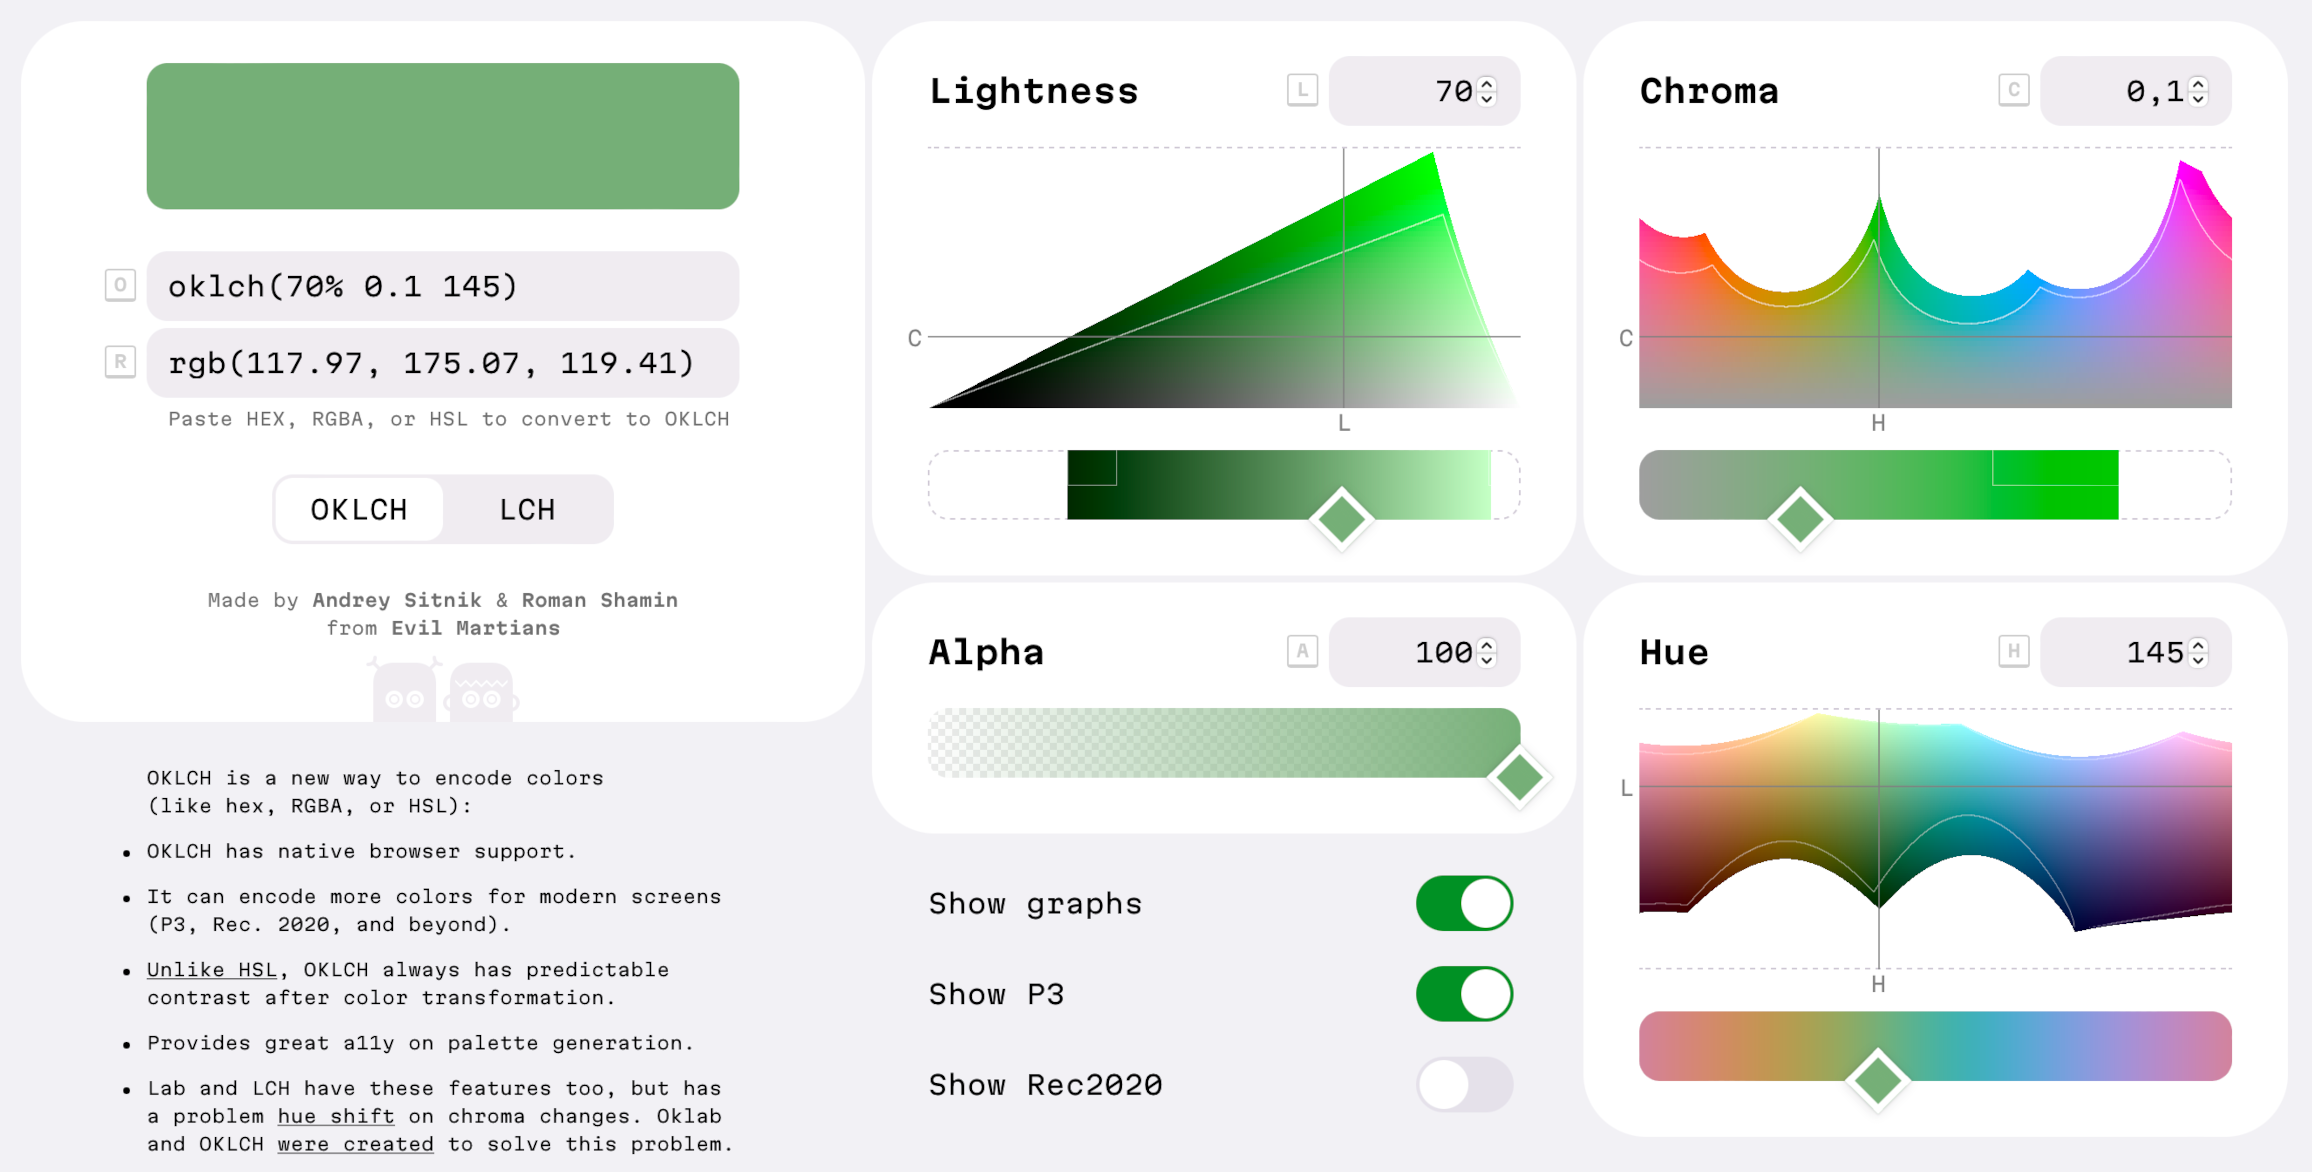 O
oklch(70% 0.1 145)
R
rgb(117.97, 175.07, 119.41)
Paste HEX, RGBA, or HSL to convert to OKLCH
OKLCH
LCH
Made by Andrey Sitnik & Roman Shamin
from Evil Martians
OKLCH is a new way to encode colors
(like hex, RGBA, or HSL):
• OKLCH has native browser support.
• It can encode more colors for modern screens
(P3, Rec. 2020, and beyond).
• Unlike HSL, OKLCH always has predictable
contrast after color transformation.
• Provides great a11y on palette generation.
• Lab and LCH have these features too, but has
a problem hue shift on chroma changes. Oklab
and OKLCH were created to solve this problem.
Lightness
L
70
C
L
Alpha
A
100
Show graphs
Show P3
Show Rec2020
Chroma
C
0,1
C
H
Hue
H
145
L
H